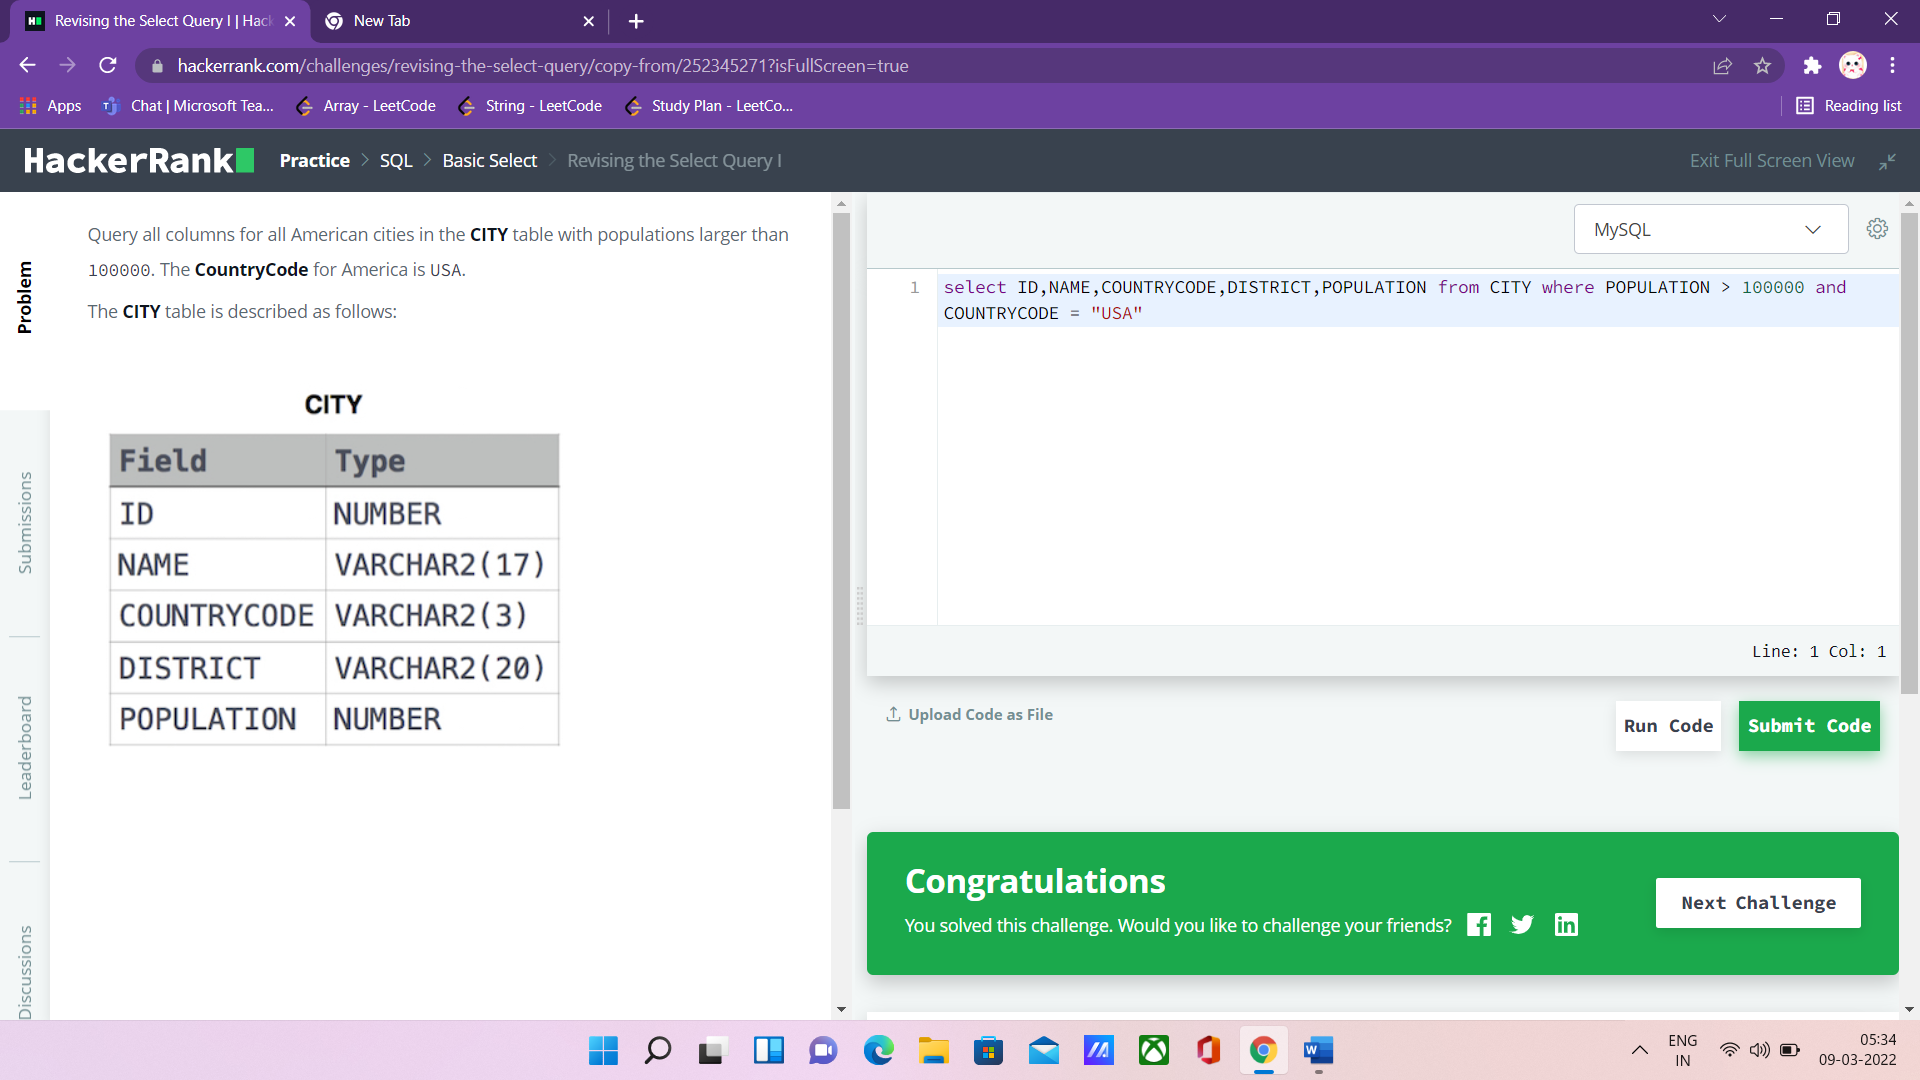 Revising the Select Query I | Hack
New Tab
hackerrank.com/challenges/revising-the-select-query/copy-from/252345271?isFullScreen=true
Apps
Chat | Microsoft Tea...
Array - LeetCode
String - LeetCode
Study Plan - LeetCo...
Reading list
HackerRank
Practice > SQL > Basic Select > Revising the Select Query I
Exit Full Screen View
Problem
Submissions
Leaderboard
Discussions
Query all columns for all American cities in the CITY table with populations larger than
100000. The CountryCode for America is USA.
The CITY table is described as follows:
CITY
Field Type
ID NUMBER
NAME VARCHAR2(17)
COUNTRYCODE VARCHAR2(3)
DISTRICT VARCHAR2(20)
POPULATION NUMBER
MySQL
1 select ID,NAME,COUNTRYCODE,DISTRICT,POPULATION from CITY where POPULATION > 100000 and
COUNTRYCODE = "USA"
Line: 1 Col: 1
Upload Code as File
Run Code
Submit Code
Congratulations
You solved this challenge. Would you like to challenge your friends?
Next Challenge
ENG
IN
05:34
09-03-2022